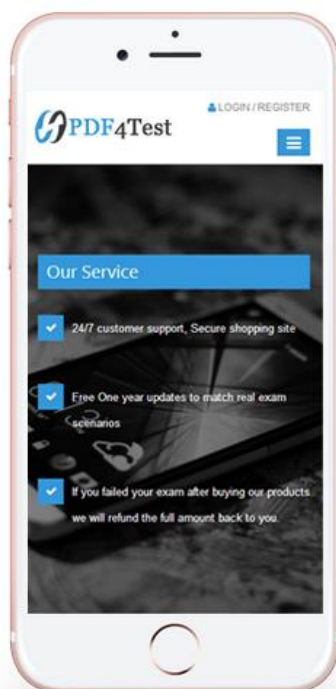 LOGIN / REGISTER
PDF4Test
Our Service
24/7 customer support, Secure shopping site
Free One year updates to match real exam
scenarios
If you failed your exam after buying our products
we will refund the full amount back to you.